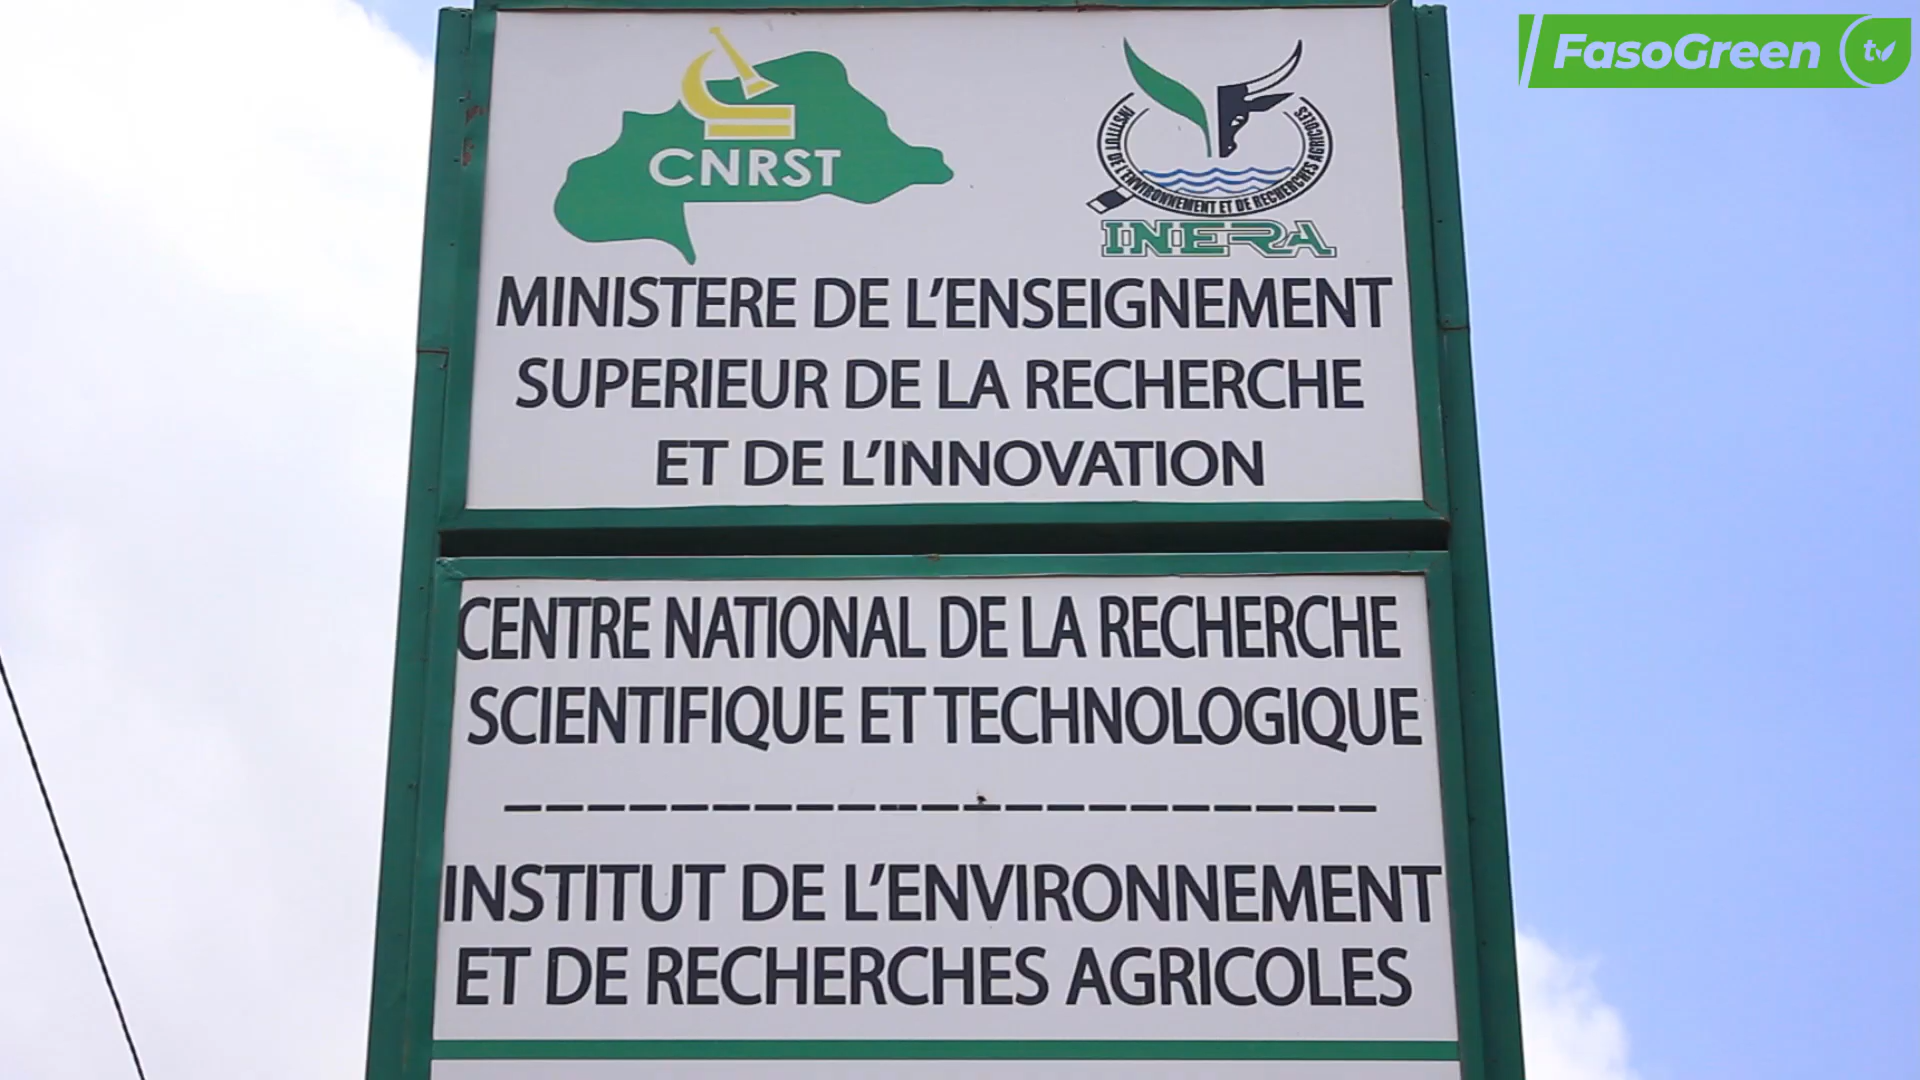 FasoGreen tv
CNRST
INSTITUT DE L'ENVIRONNEMENT ET DE RECHERCHES AGRICOLES
INERA
MINISTERE DE L'ENSEIGNEMENT
SUPERIEUR DE LA RECHERCHE
ET DE L'INNOVATION
CENTRE NATIONAL DE LA RECHERCHE
SCIENTIFIQUE ET TECHNOLOGIQUE
INSTITUT DE L'ENVIRONNEMENT
ET DE RECHERCHES AGRICOLES